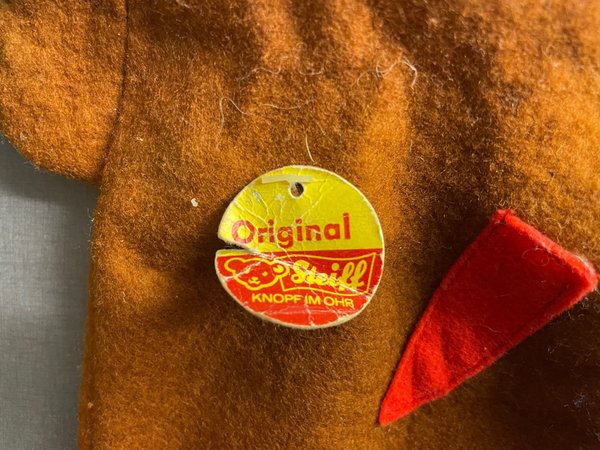 Original
Steiff
KNOPF IM OHR